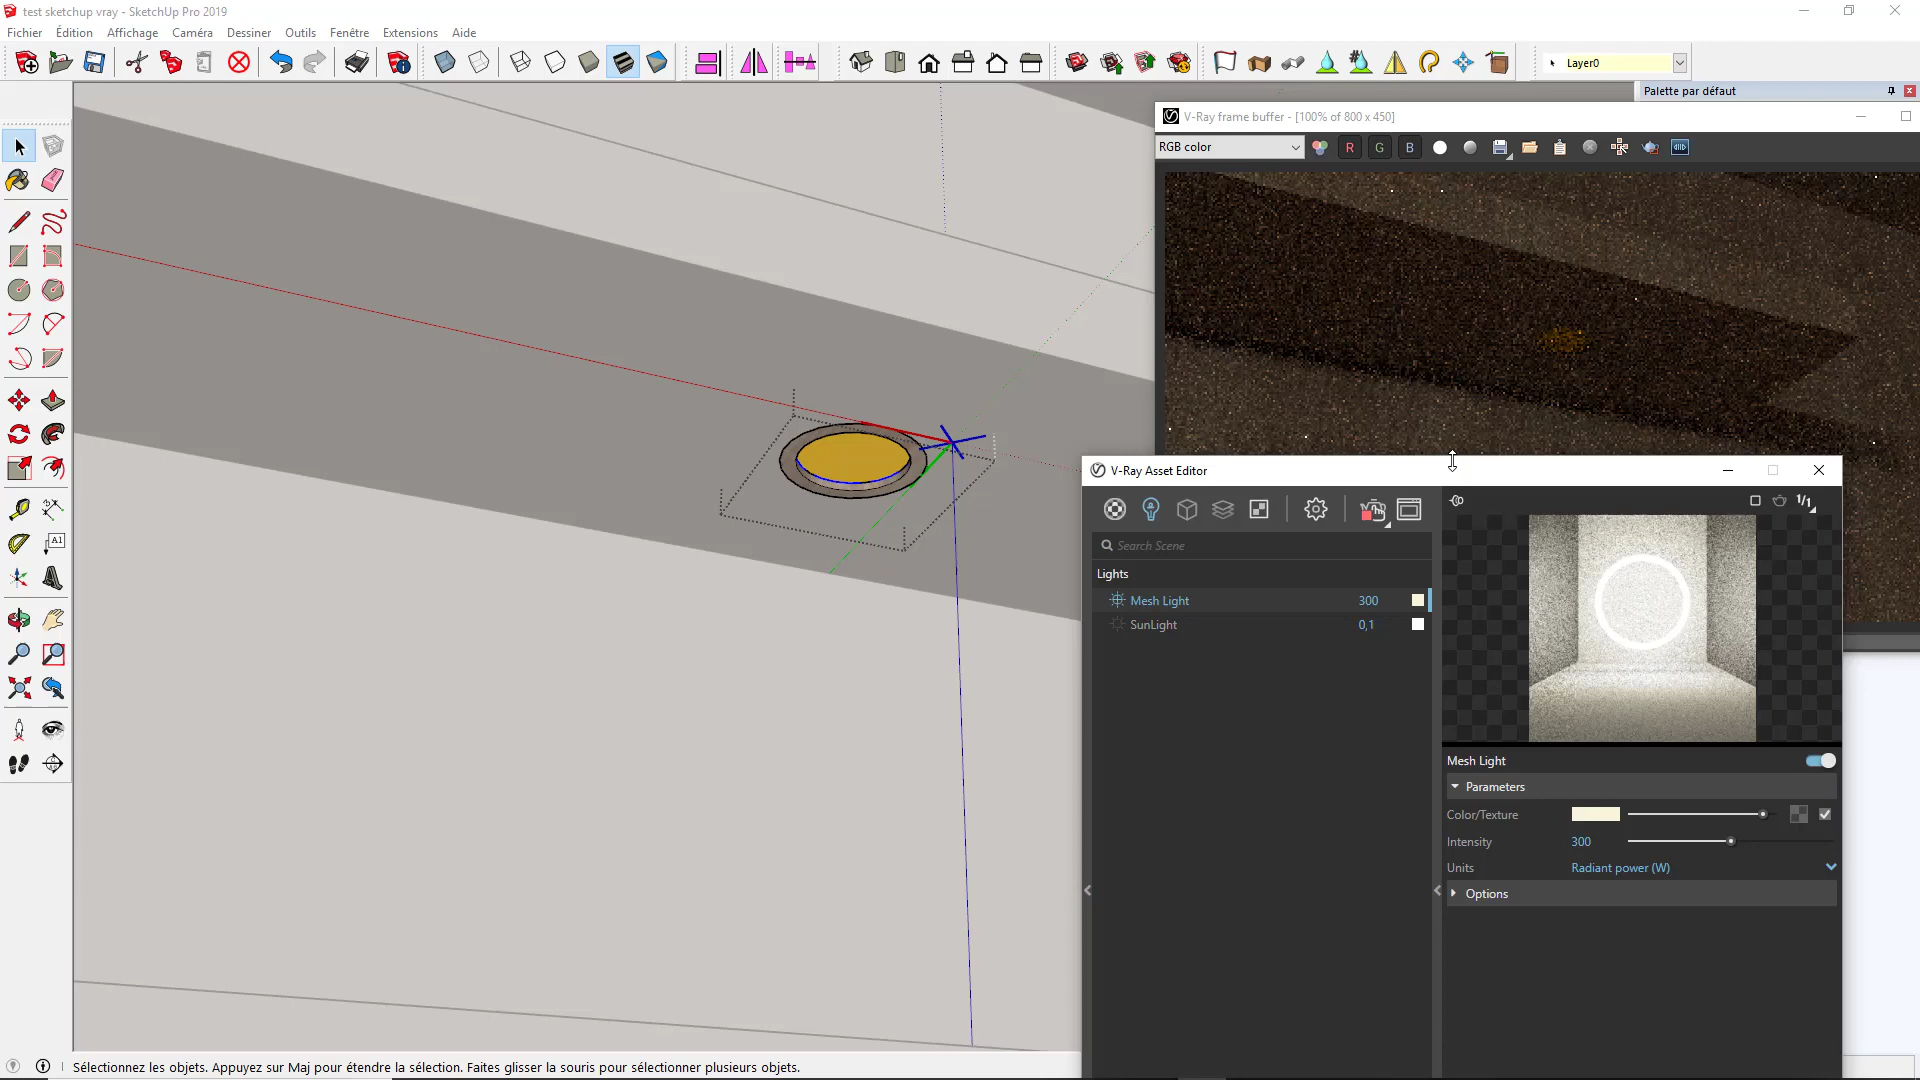 test sketchup vray - SketchUp Pro 2019
Fichier Édition Affichage Caméra Dessiner Outils Fenêtre Extensions Aide
Layer0
Palette par défaut
V-Ray frame buffer - [100% of 800 x 450]
RGB color
R G B
A1
V-Ray Asset Editor
1/1
Search Scene
Lights
Mesh Light 300
SunLight 0,1
Mesh Light
Parameters
Color/Texture
Intensity 300
Units Radiant power (W)
Options
Sélectionnez les objets. Appuyez sur Maj pour étendre la sélection. Faites glisser la souris pour sélectionner plusieurs objets.